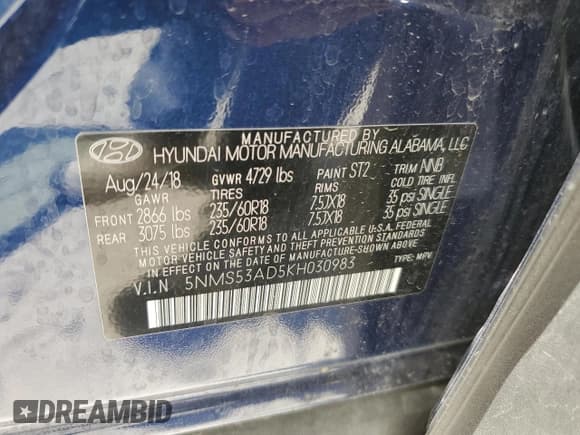 MANUFACTURED BY
HYUNDAI MOTOR MANUFACTURING ALABAMA, LLC
Aug/24/18 GVWR 4729 lbs PAINT ST2 TRIM NNB
GAWR TIRES RIMS COLD TIRE INFL
FRONT 2866 lbs 235/60R18 7.5JX18 35 psi SINGLE
REAR 3075 lbs 235/60R18 7.5JX18 35 psi SINGLE
THIS VEHICLE CONFORMS TO ALL APPLICABLE U.S.A. FEDERAL
MOTOR VEHICLE SAFETY, BUMPER, AND THEFT PREVENTION
STANDARDS IN EFFECT ON THE DATE OF MANUFACTURE SHOWN
ABOVE.
V.I.N 5NMS53AD5KH030983 TYPE: MPV
DREAMBID